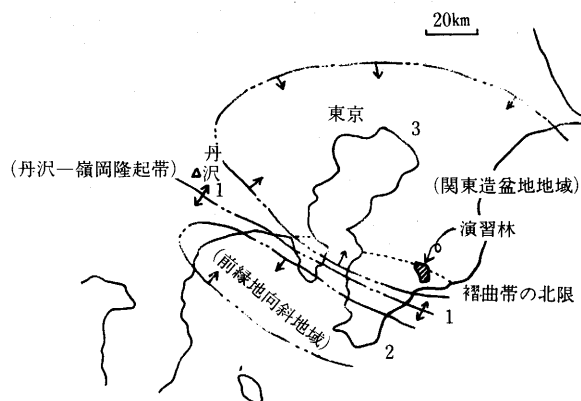 20km
東京
3
丹沢
1
(丹沢―嶺岡隆起帯)
(関東造盆地地域)
演習林
褶曲帯の北限
(前縁地向斜地域)
1
2